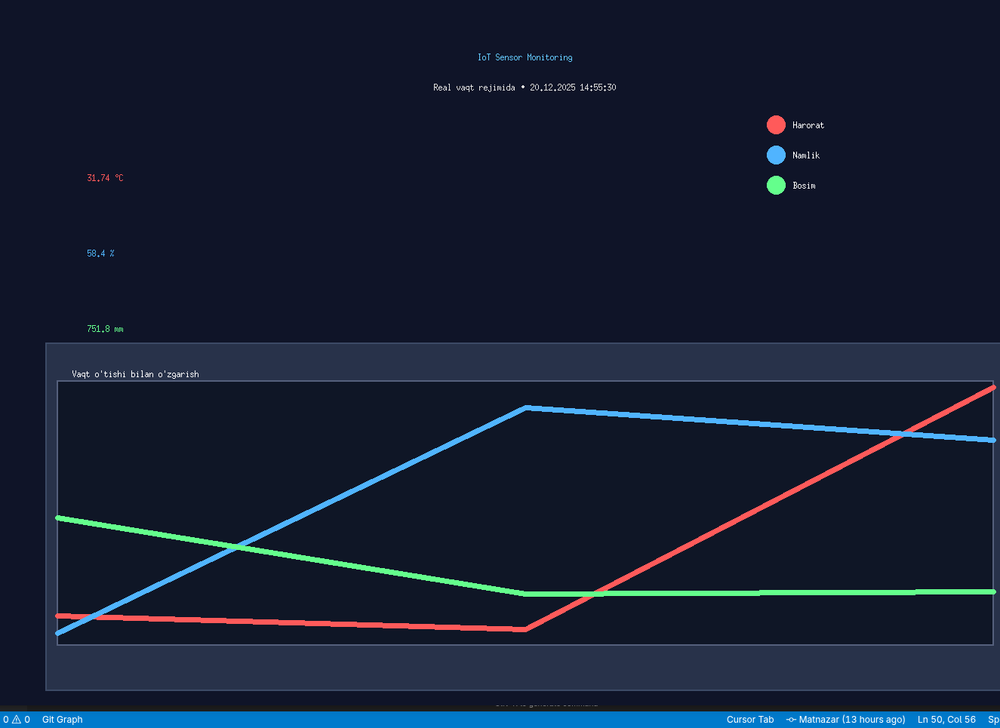 IoT Sensor Monitoring
Real vaqt rejimida • 20.12.2025 14:55:30
Harorat
Namlik
Bosim
31.74 °C
58.4 %
751.8 mm
Vaqt o'tishi bilan o'zgarish
0 0 Git Graph Cursor Tab Matnazar (13 hours ago) Ln 50, Col 56